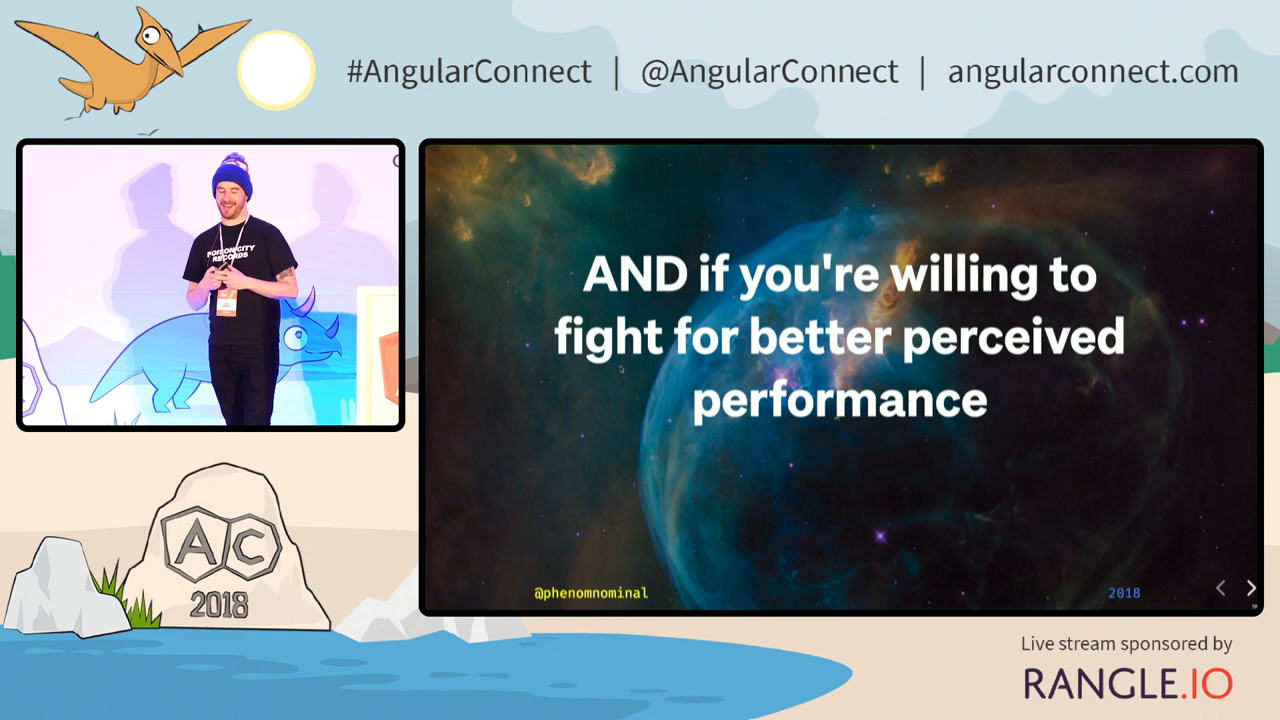 #AngularConnect | @AngularConnect | angularconnect.com
POISON CITY
RECORDS
AND if you're willing to
fight for better perceived
performance
@phenomnominal
2018
AC
2018
Live stream sponsored by
RANGLE.IO